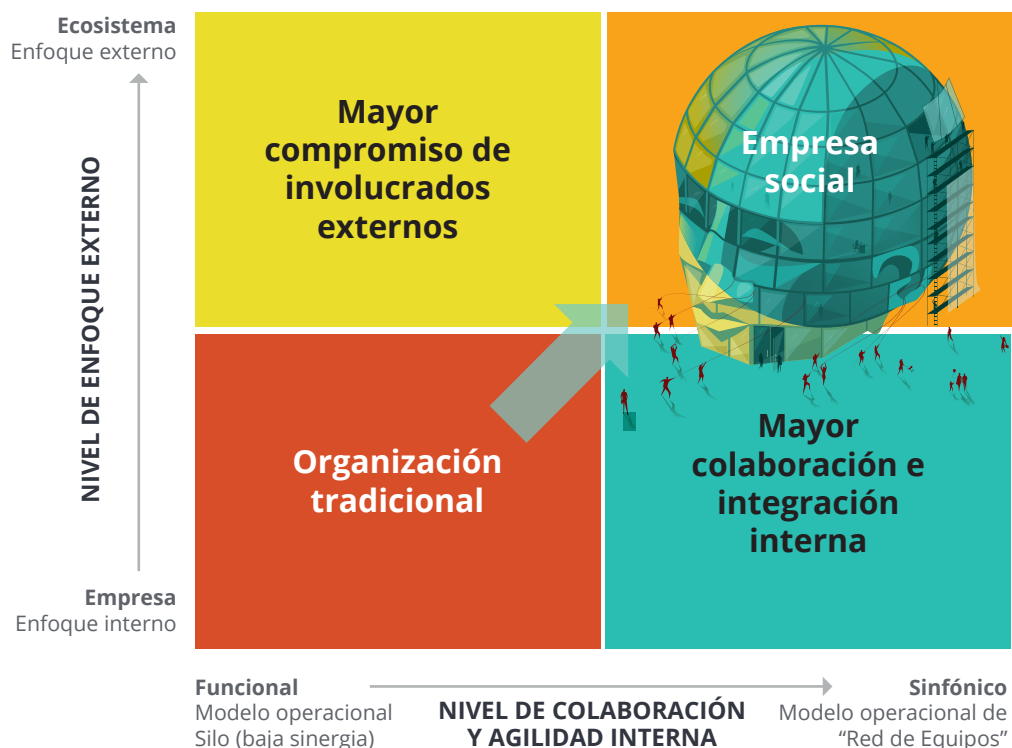 Ecosistema
Enfoque externo
NIVEL DE ENFOQUE EXTERNO
Empresa
Enfoque interno
Mayor
compromiso de
involucrados
externos
Empresa
social
Organización
tradicional
Mayor
colaboración e
integración
interna
Funcional
Modelo operacional
Silo (baja sinergia)
NIVEL DE COLABORACIÓN
Y AGILIDAD INTERNA
Sinfónico
Modelo operacional de
“Red de Equipos”